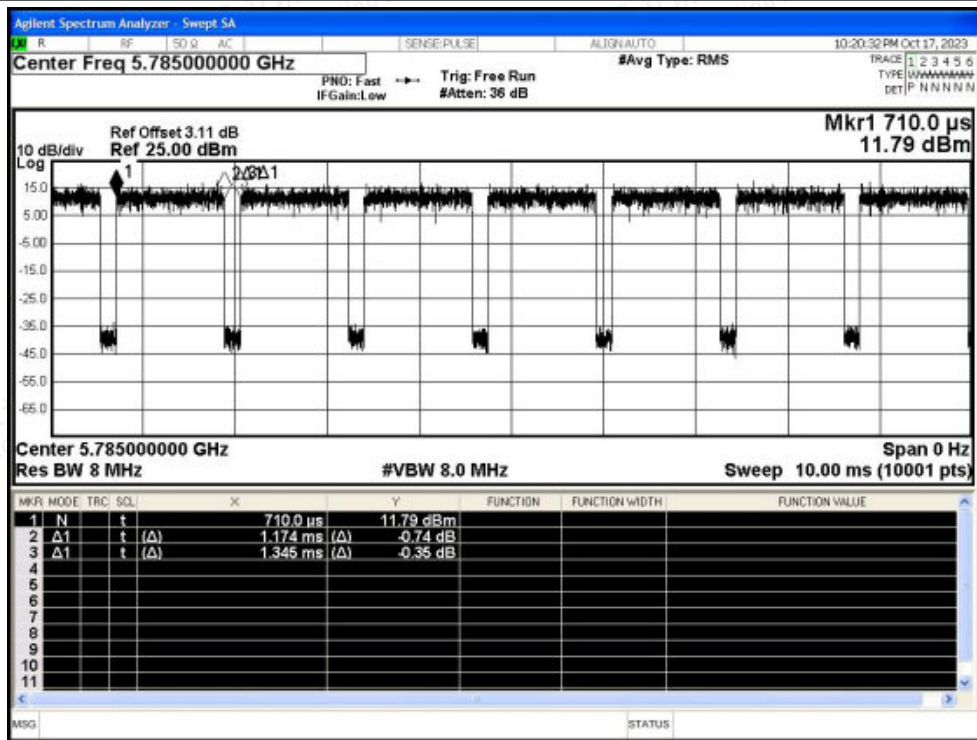 Agilent Spectrum Analyzer - Swept SA
LXI R RF 50 Ω AC SENSE:PULSE ALIGNAUTO 10:20:32 PM Oct 17, 2023
Center Freq 5.785000000 GHz
PNO: Fast
IFGain:Low
Trig: Free Run
#Atten: 36 dB
#Avg Type: RMS
TRACE 1 2 3 4 5 6
TYPE WWWWWW
DET P N N N N N
Mkr1 710.0 µs
11.79 dBm
Ref Offset 3.11 dB
10 dB/div Ref 25.00 dBm
Log
1 2Δ1
15.0
5.00
-5.00
-15.0
-25.0
-35.0
-45.0
-55.0
-65.0
Center 5.785000000 GHz Span 0 Hz
Res BW 8 MHz #VBW 8.0 MHz Sweep 10.00 ms (10001 pts)
MKR MODE TRC SCL X Y FUNCTION FUNCTION WIDTH FUNCTION VALUE
1 N t 710.0 µs 11.79 dBm
2 Δ1 t (Δ) 1.174 ms (Δ) -0.74 dB
3 Δ1 t (Δ) 1.345 ms (Δ) -0.35 dB
4
5
6
7
8
9
10
11
MSG STATUS